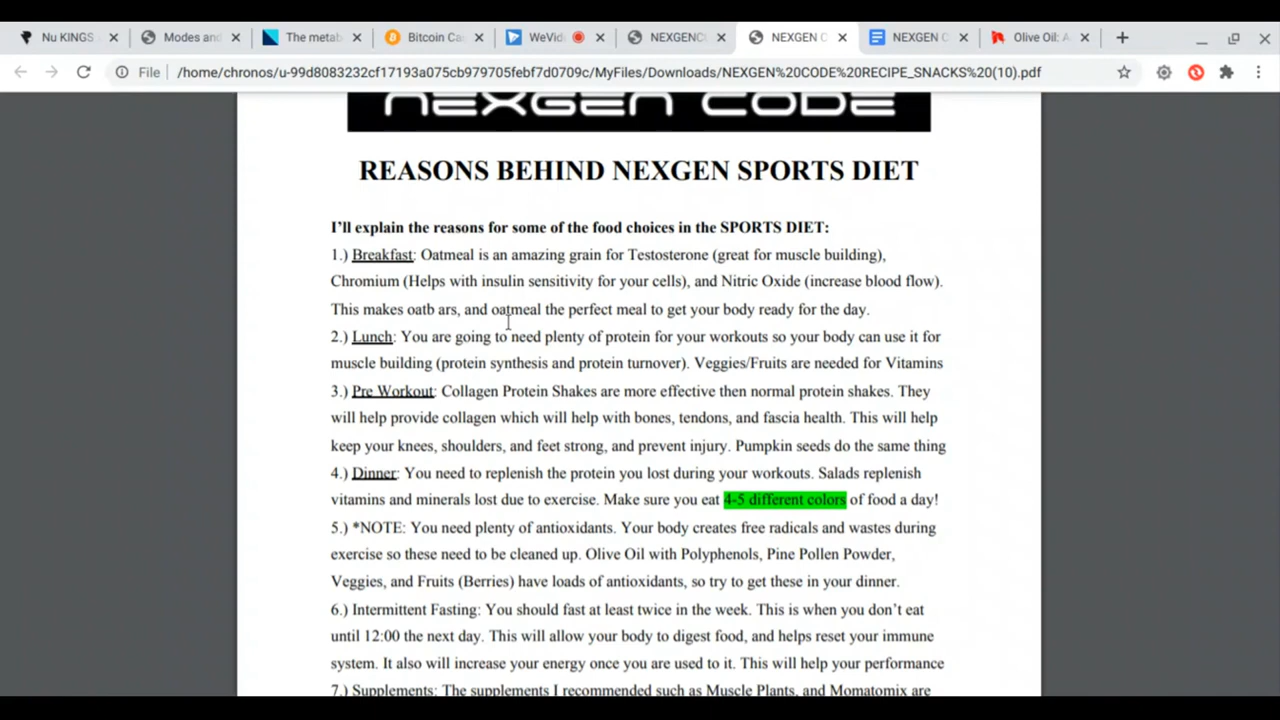 Nu KINGS
Modes and
The metab
Bitcoin Ca
WeVid
NEXGENC
NEXGEN C
NEXGEN C
Olive Oil: A
File
/home/chronos/u-99d8083232cf17193a075cb979705febf7d0709c/MyFiles/Downloads/NEXGEN%20CODE%20RECIPE_SNACKS%20(10).pdf
NEXGEN CODE
REASONS BEHIND NEXGEN SPORTS DIET
I'll explain the reasons for some of the food choices in the SPORTS DIET:
1.) Breakfast: Oatmeal is an amazing grain for Testosterone (great for muscle building),
Chromium (Helps with insulin sensitivity for your cells), and Nitric Oxide (increase blood flow).
This makes oatb ars, and oatmeal the perfect meal to get your body ready for the day.
2.) Lunch: You are going to need plenty of protein for your workouts so your body can use it for
muscle building (protein synthesis and protein turnover). Veggies/Fruits are needed for Vitamins
3.) Pre Workout: Collagen Protein Shakes are more effective then normal protein shakes. They
will help provide collagen which will help with bones, tendons, and fascia health. This will help
keep your knees, shoulders, and feet strong, and prevent injury. Pumpkin seeds do the same thing
4.) Dinner: You need to replenish the protein you lost during your workouts. Salads replenish
vitamins and minerals lost due to exercise. Make sure you eat 4-5 different colors of food a day!
5.) *NOTE: You need plenty of antioxidants. Your body creates free radicals and wastes during
exercise so these need to be cleaned up. Olive Oil with Polyphenols, Pine Pollen Powder,
Veggies, and Fruits (Berries) have loads of antioxidants, so try to get these in your dinner.
6.) Intermittent Fasting: You should fast at least twice in the week. This is when you don't eat
until 12:00 the next day. This will allow your body to digest food, and helps reset your immune
system. It also will increase your energy once you are used to it. This will help your performance
7.) Supplements: The supplements I recommended such as Muscle Plants, and Momatomix are